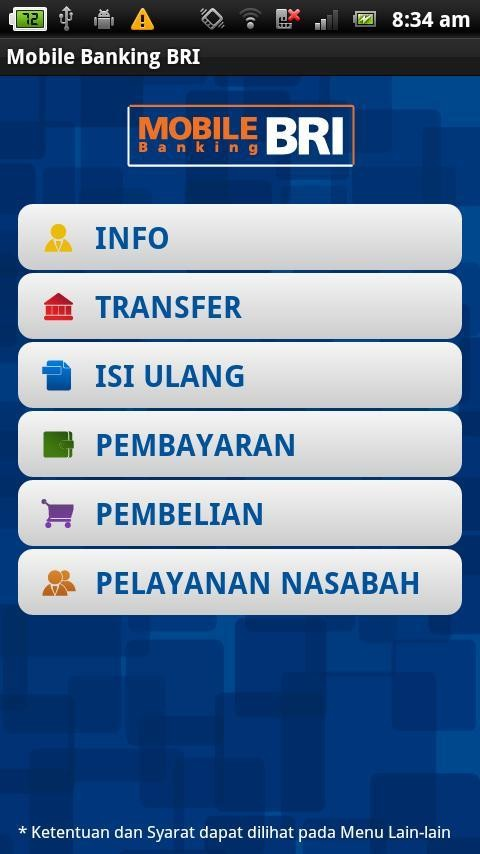 72
8:34 am
Mobile Banking BRI
MOBILE BRI
Banking
INFO
TRANSFER
ISI ULANG
PEMBAYARAN
PEMBELIAN
PELAYANAN NASABAH
* Ketentuan dan Syarat dapat dilihat pada Menu Lain-lain